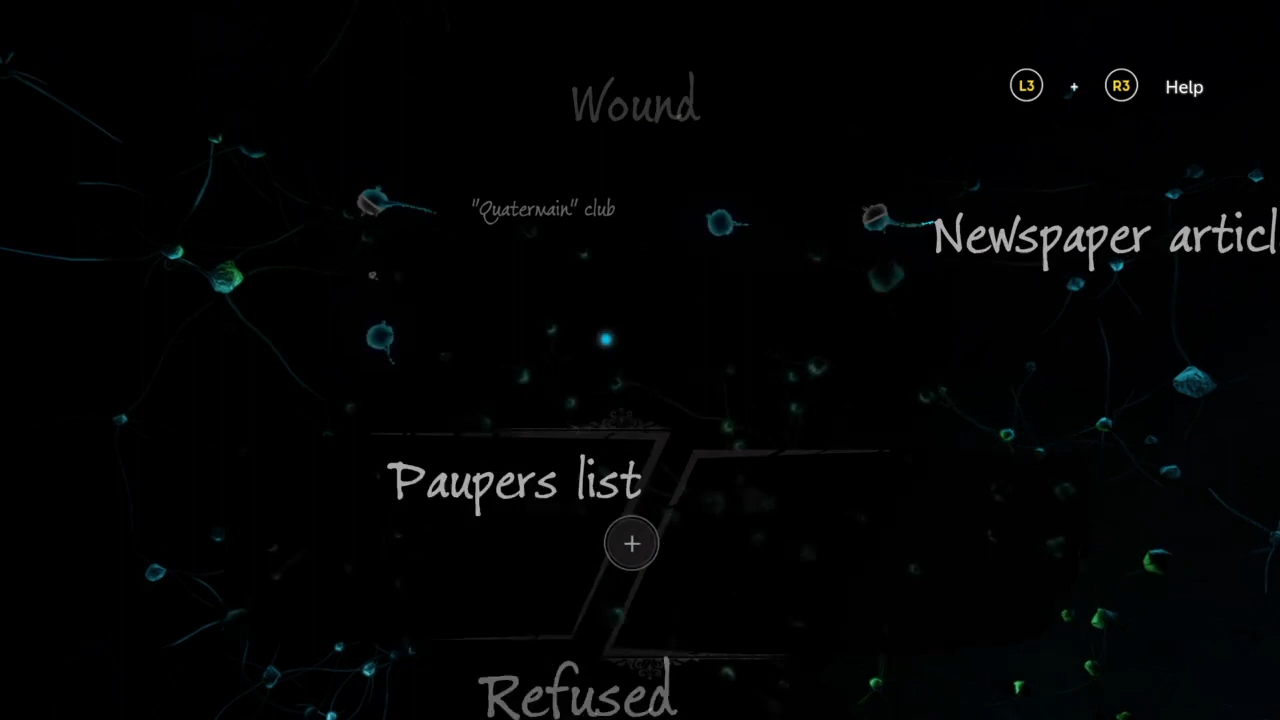 Wound
L3 + R3 Help
"Quatermain" club
Newspaper articl
Paupers list
+
Refused